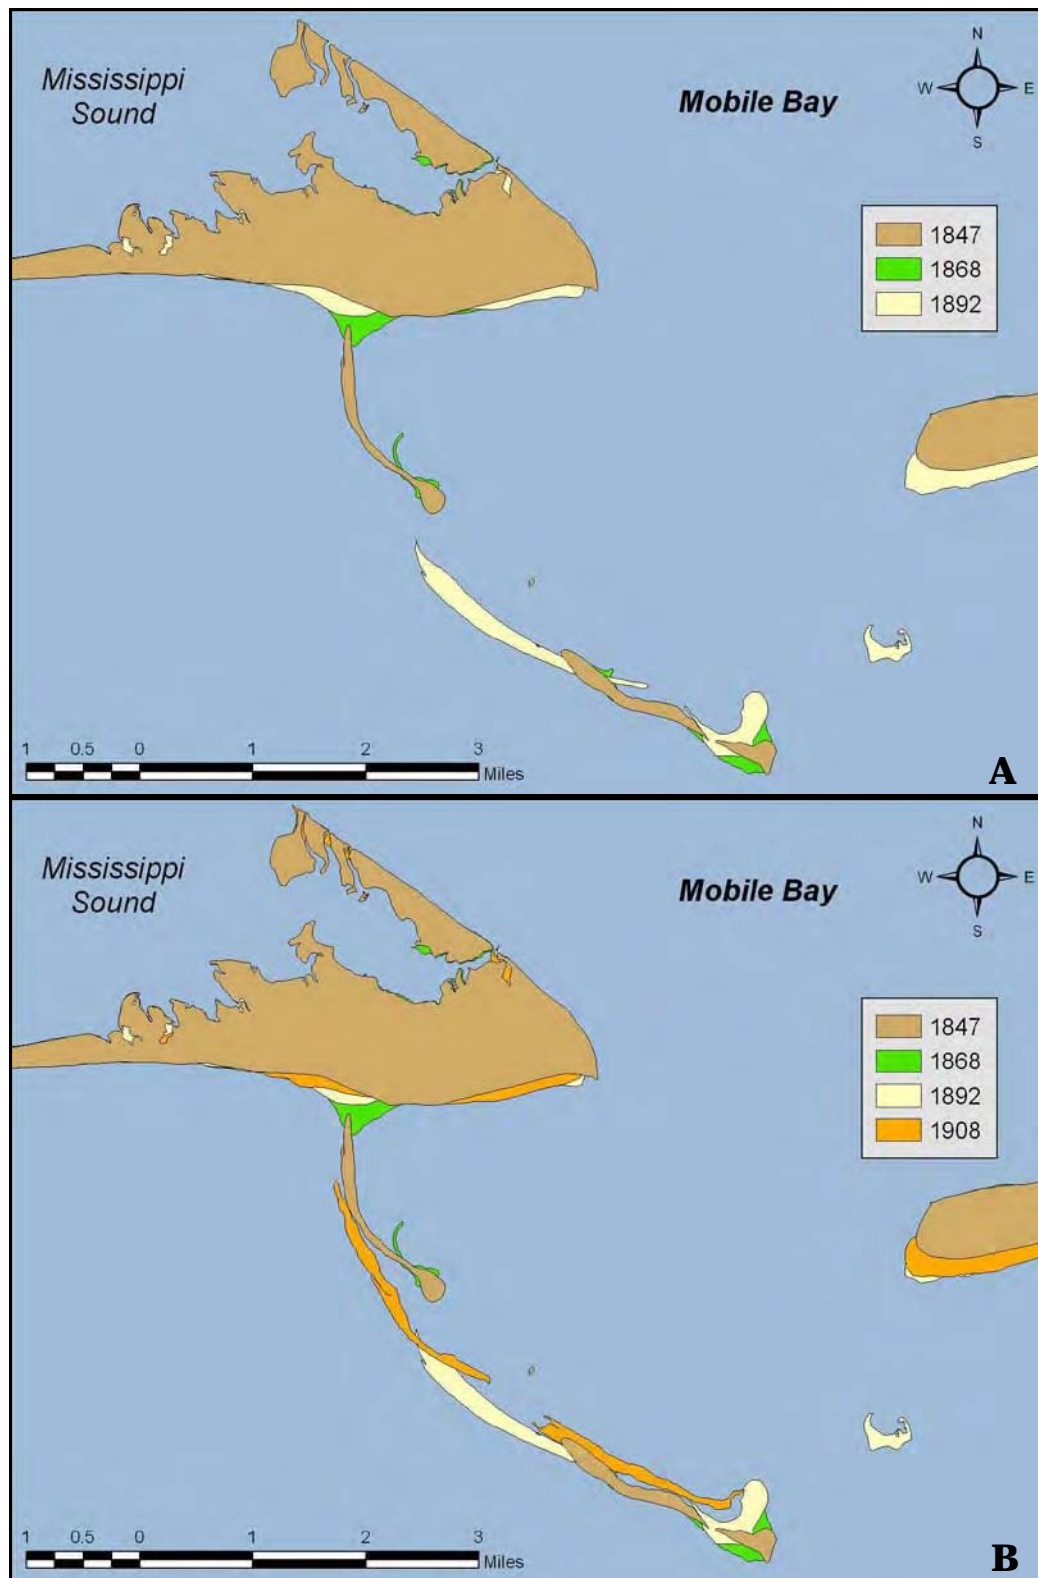 Mississippi
Sound
Mobile Bay
N
W
E
S
1847
1868
1892
1 0.5 0 1 2 3
Miles
A
Mississippi
Sound
Mobile Bay
N
W
E
S
1847
1868
1892
1908
1 0.5 0 1 2 3
Miles
B